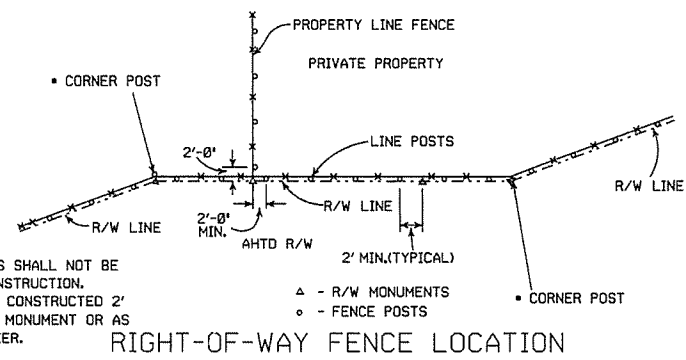 PROPERTY LINE FENCE
PRIVATE PROPERTY
▪ CORNER POST
LINE POSTS
2'-0"
R/W LINE
R/W LINE
R/W LINE
2'-0"
MIN.
AHTD R/W
2' MIN.(TYPICAL)
S SHALL NOT BE
NSTRUCTION.
CONSTRUCTED 2'
MONUMENT OR AS
EER.
△ - R/W MONUMENTS
○ - FENCE POSTS
▪ CORNER POST
RIGHT-OF-WAY FENCE LOCATION